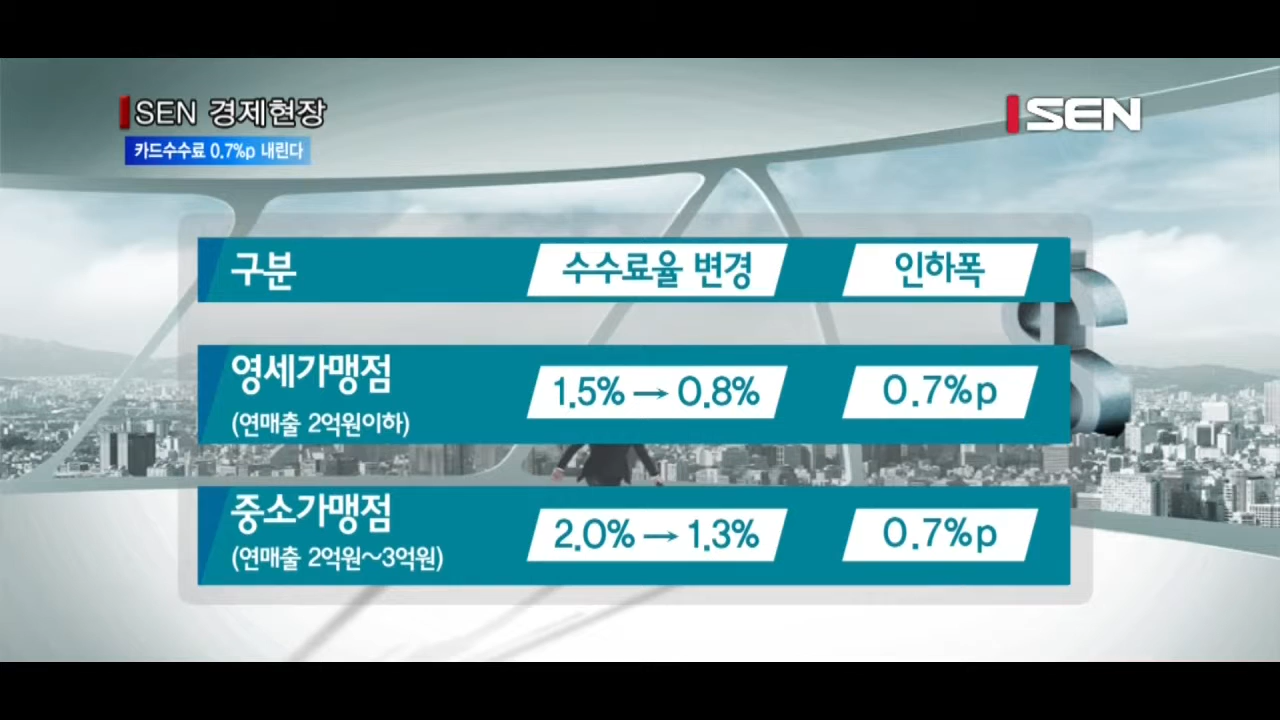 SEN 경제현장
SEN
카드수수료 0.7%p 내린다
구분 수수료율 변경 인하폭
영세가맹점
1.5% → 0.8% 0.7%p
(연매출 2억원이하)
중소가맹점
2.0% → 1.3% 0.7%p
(연매출 2억원~3억원)